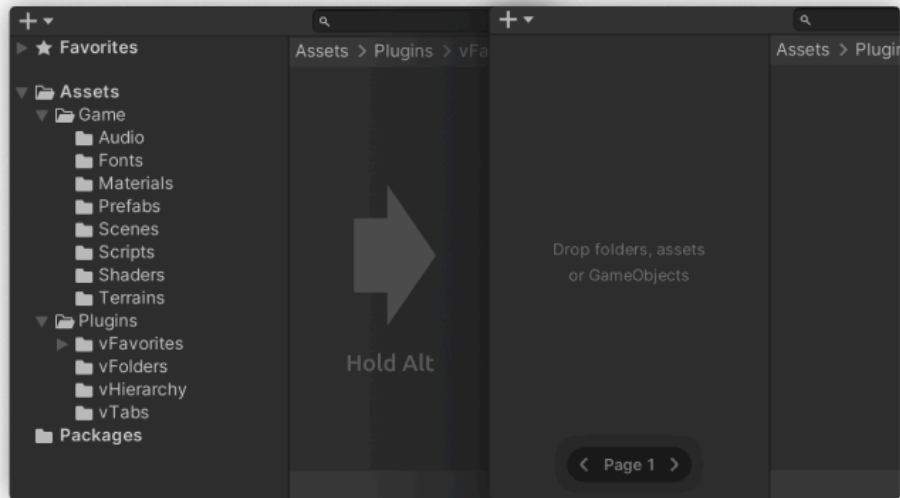 Favorites
Assets
Game
Audio
Fonts
Materials
Prefabs
Scenes
Scripts
Shaders
Terrains
Plugins
vFavorites
vFolders
vHierarchy
vTabs
Packages
Assets > Plugins > vFa
Hold Alt
Assets > Plugin
Drop folders, assets
or GameObjects
< Page 1 >